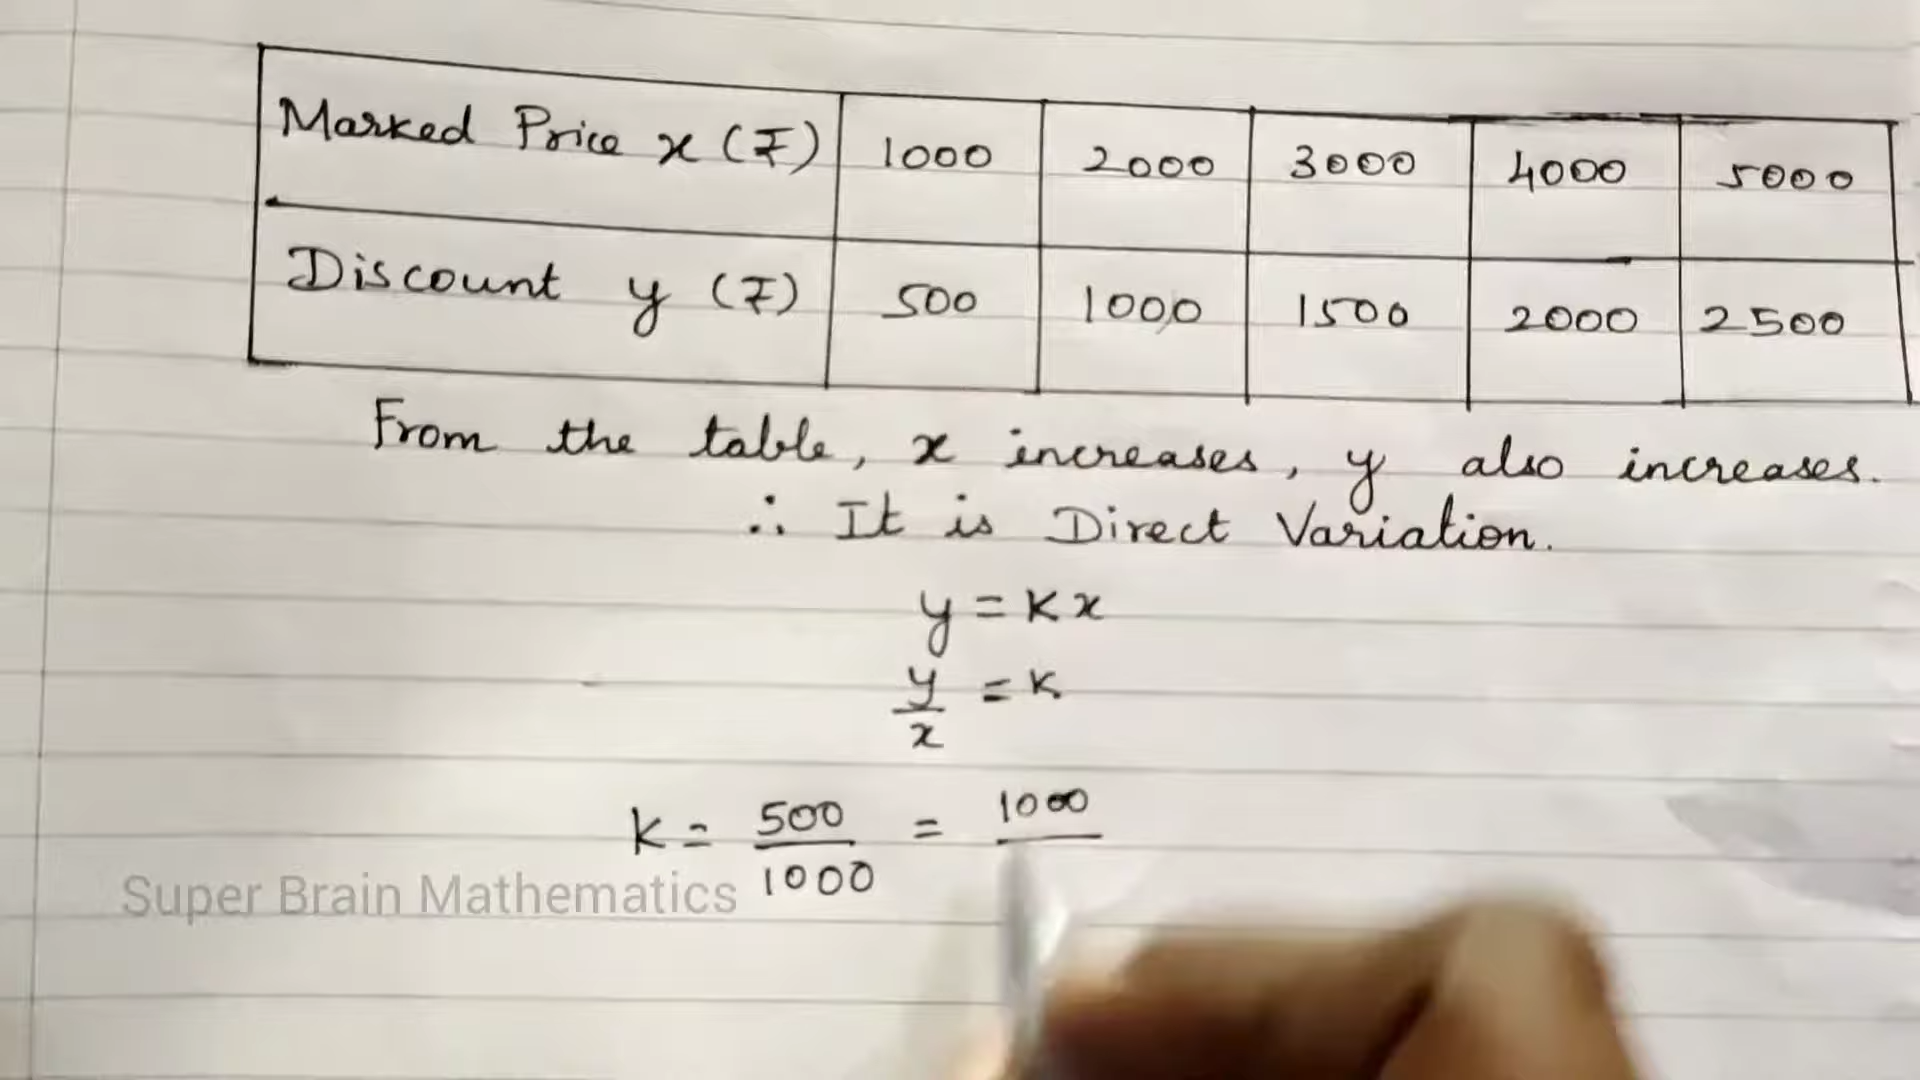 Marked Price x (₹) 1000 2000 3000 4000 5000
Discount y (₹) 500 1000 1500 2000 2500
From the table, x increases, y also increases.
∴ It is Direct Variation.
y = Kx
y/x = K
K = 500/1000 = 1000/
Super Brain Mathematics